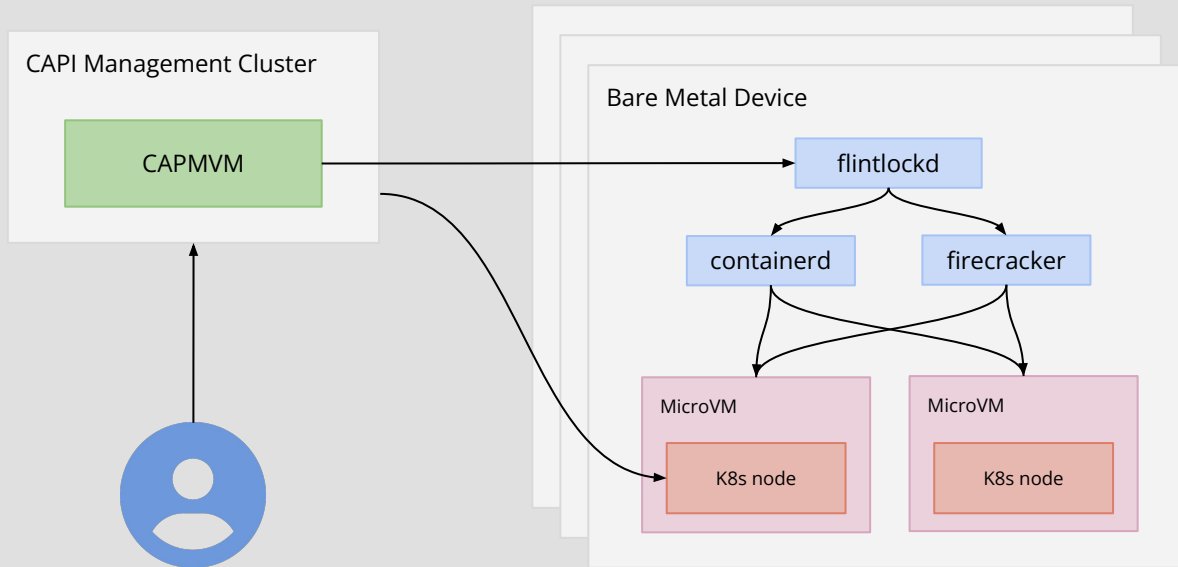 CAPI Management Cluster
CAPMVM
Bare Metal Device
flintlockd
containerd
firecracker
MicroVM
K8s node
MicroVM
K8s node